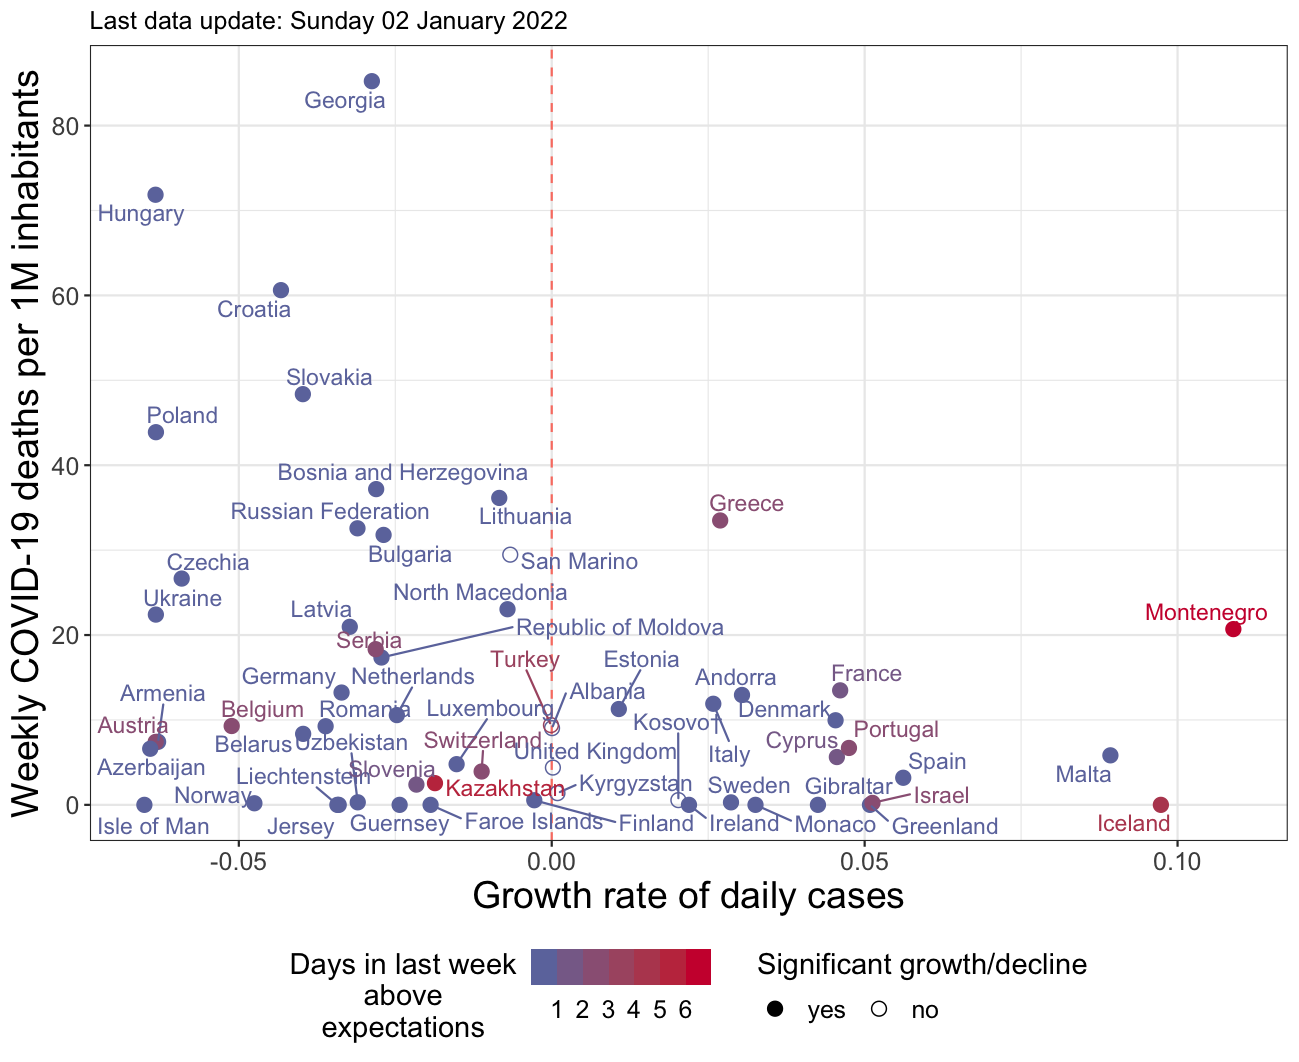 Last data update: Sunday 02 January 2022
Weekly COVID-19 deaths per 1M inhabitants
80
60
40
20
0
Georgia
Hungary
Croatia
Slovakia
Poland
Bosnia and Herzegovina
Greece
Russian Federation
Lithuania
Bulgaria
Czechia
San Marino
Ukraine
North Macedonia
Latvia
Montenegro
Serbia
Republic of Moldova
Turkey
Estonia
Germany
Netherlands
Andorra
France
Armenia
Albania
Belgium
Romania
Luxembourg
Denmark
Austria
Kosovo†
Portugal
Belarus
Uzbekistan
Switzerland
Cyprus
United Kingdom
Italy
Spain
Azerbaijan
Slovenia
Malta
Liechtenstein
Kazakhstan
Kyrgyzstan
Sweden
Gibraltar
Norway
Israel
Isle of Man
Jersey
Guernsey
Faroe Islands
Finland
Ireland
Monaco
Greenland
Iceland
-0.05
0.00
0.05
0.10
Growth rate of daily cases
Days in last week
above
expectations
1 2 3 4 5 6
Significant growth/decline
yes
no